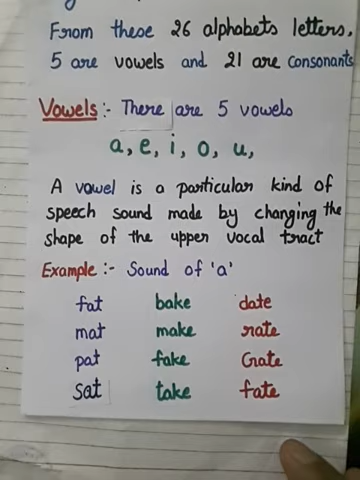 From these 26 alphabets letters,
5 are vowels and 21 are consonants
Vowels :- There are 5 vowels
a, e, i, o, u,
A vowel is a particular kind of
speech sound made by changing the
shape of the upper vocal tract
Example :- Sound of 'a'
fat bake date
mat make rate
pat fake Crate
Sat take fate